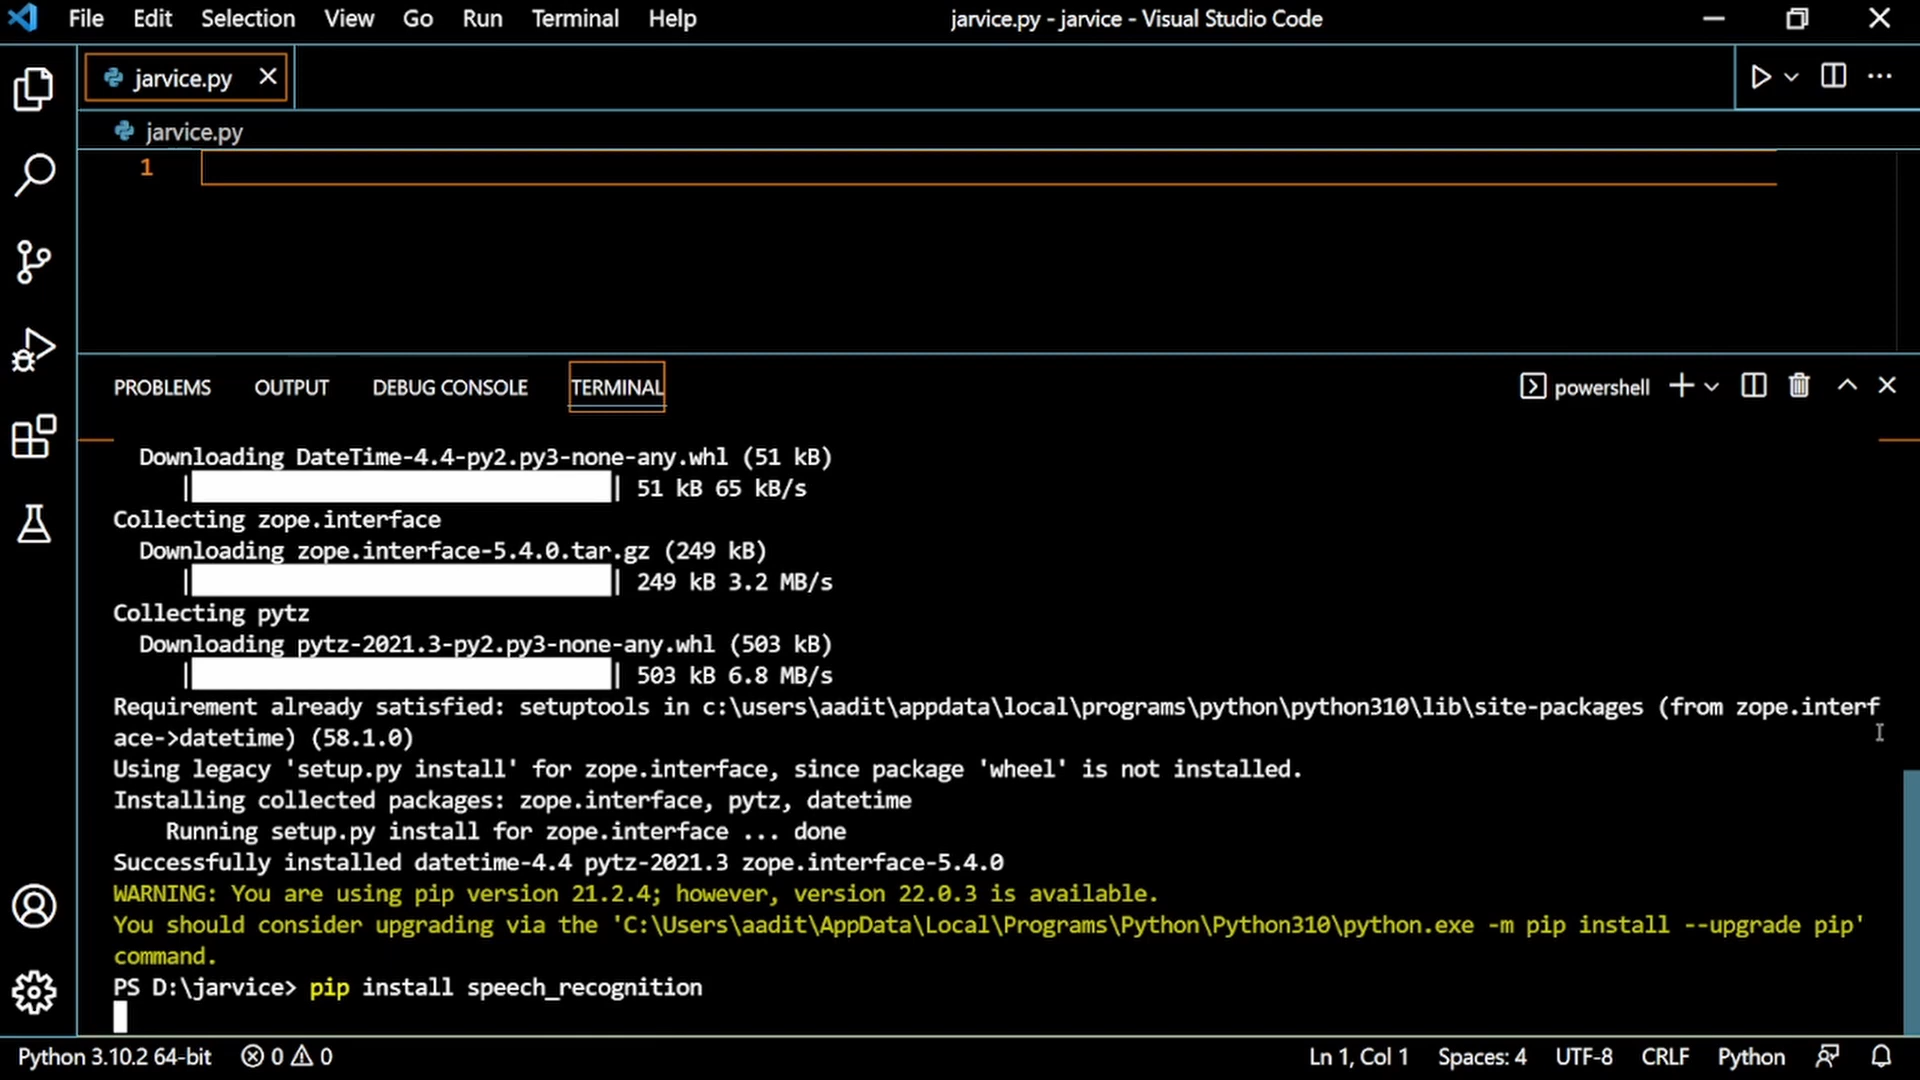 File Edit Selection View Go Run Terminal Help jarvice.py - jarvice - Visual Studio Code
jarvice.py
jarvice.py
1
PROBLEMS OUTPUT DEBUG CONSOLE TERMINAL powershell
Downloading DateTime-4.4-py2.py3-none-any.whl (51 kB)
| | 51 kB 65 kB/s
Collecting zope.interface
Downloading zope.interface-5.4.0.tar.gz (249 kB)
| | 249 kB 3.2 MB/s
Collecting pytz
Downloading pytz-2021.3-py2.py3-none-any.whl (503 kB)
| | 503 kB 6.8 MB/s
Requirement already satisfied: setuptools in c:\users\aadit\appdata\local\programs\python\python310\lib\site-packages (from zope.interf
ace->datetime) (58.1.0)
Using legacy 'setup.py install' for zope.interface, since package 'wheel' is not installed.
Installing collected packages: zope.interface, pytz, datetime
Running setup.py install for zope.interface ... done
Successfully installed datetime-4.4 pytz-2021.3 zope.interface-5.4.0
WARNING: You are using pip version 21.2.4; however, version 22.0.3 is available.
You should consider upgrading via the 'C:\Users\aadit\AppData\Local\Programs\Python\Python310\python.exe -m pip install --upgrade pip'
command.
PS D:\jarvice> pip install speech_recognition
Python 3.10.2 64-bit 0 0 Ln 1, Col 1 Spaces: 4 UTF-8 CRLF Python